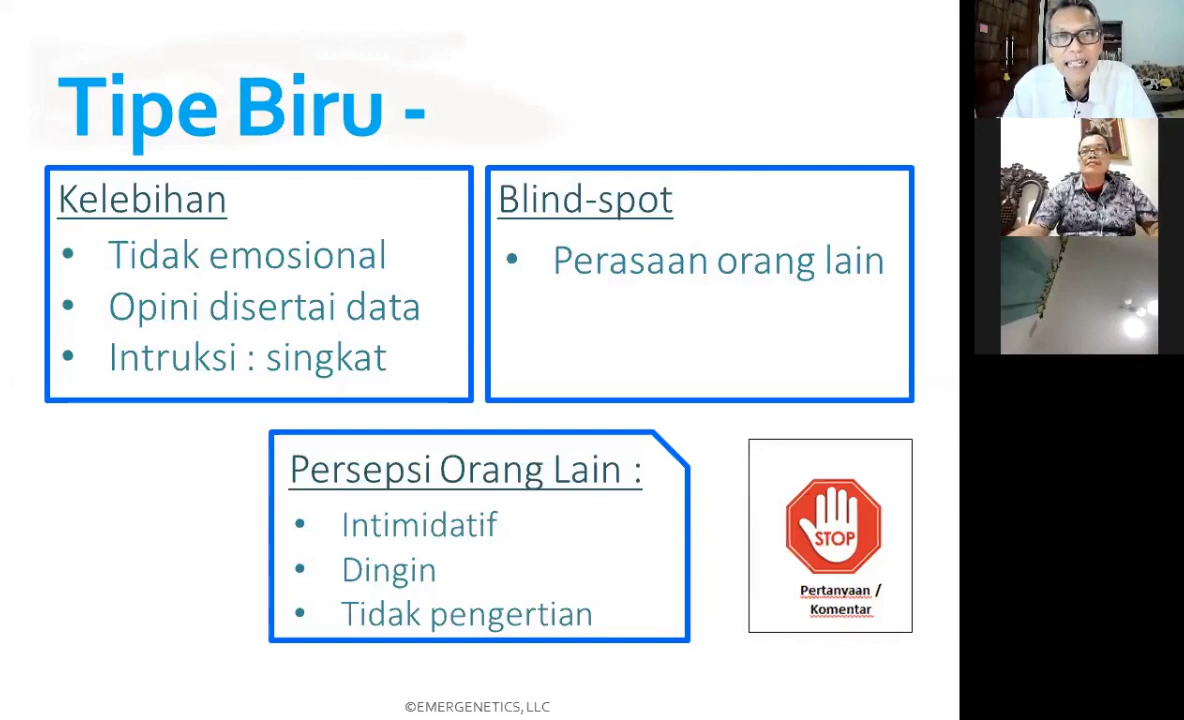 Tipe Biru -
Kelebihan
• Tidak emosional
• Opini disertai data
• Intruksi : singkat
Blind-spot
• Perasaan orang lain
Persepsi Orang Lain :
• Intimidatif
• Dingin
• Tidak pengertian
STOP
Pertanyaan /
Komentar
©EMERGENETICS, LLC